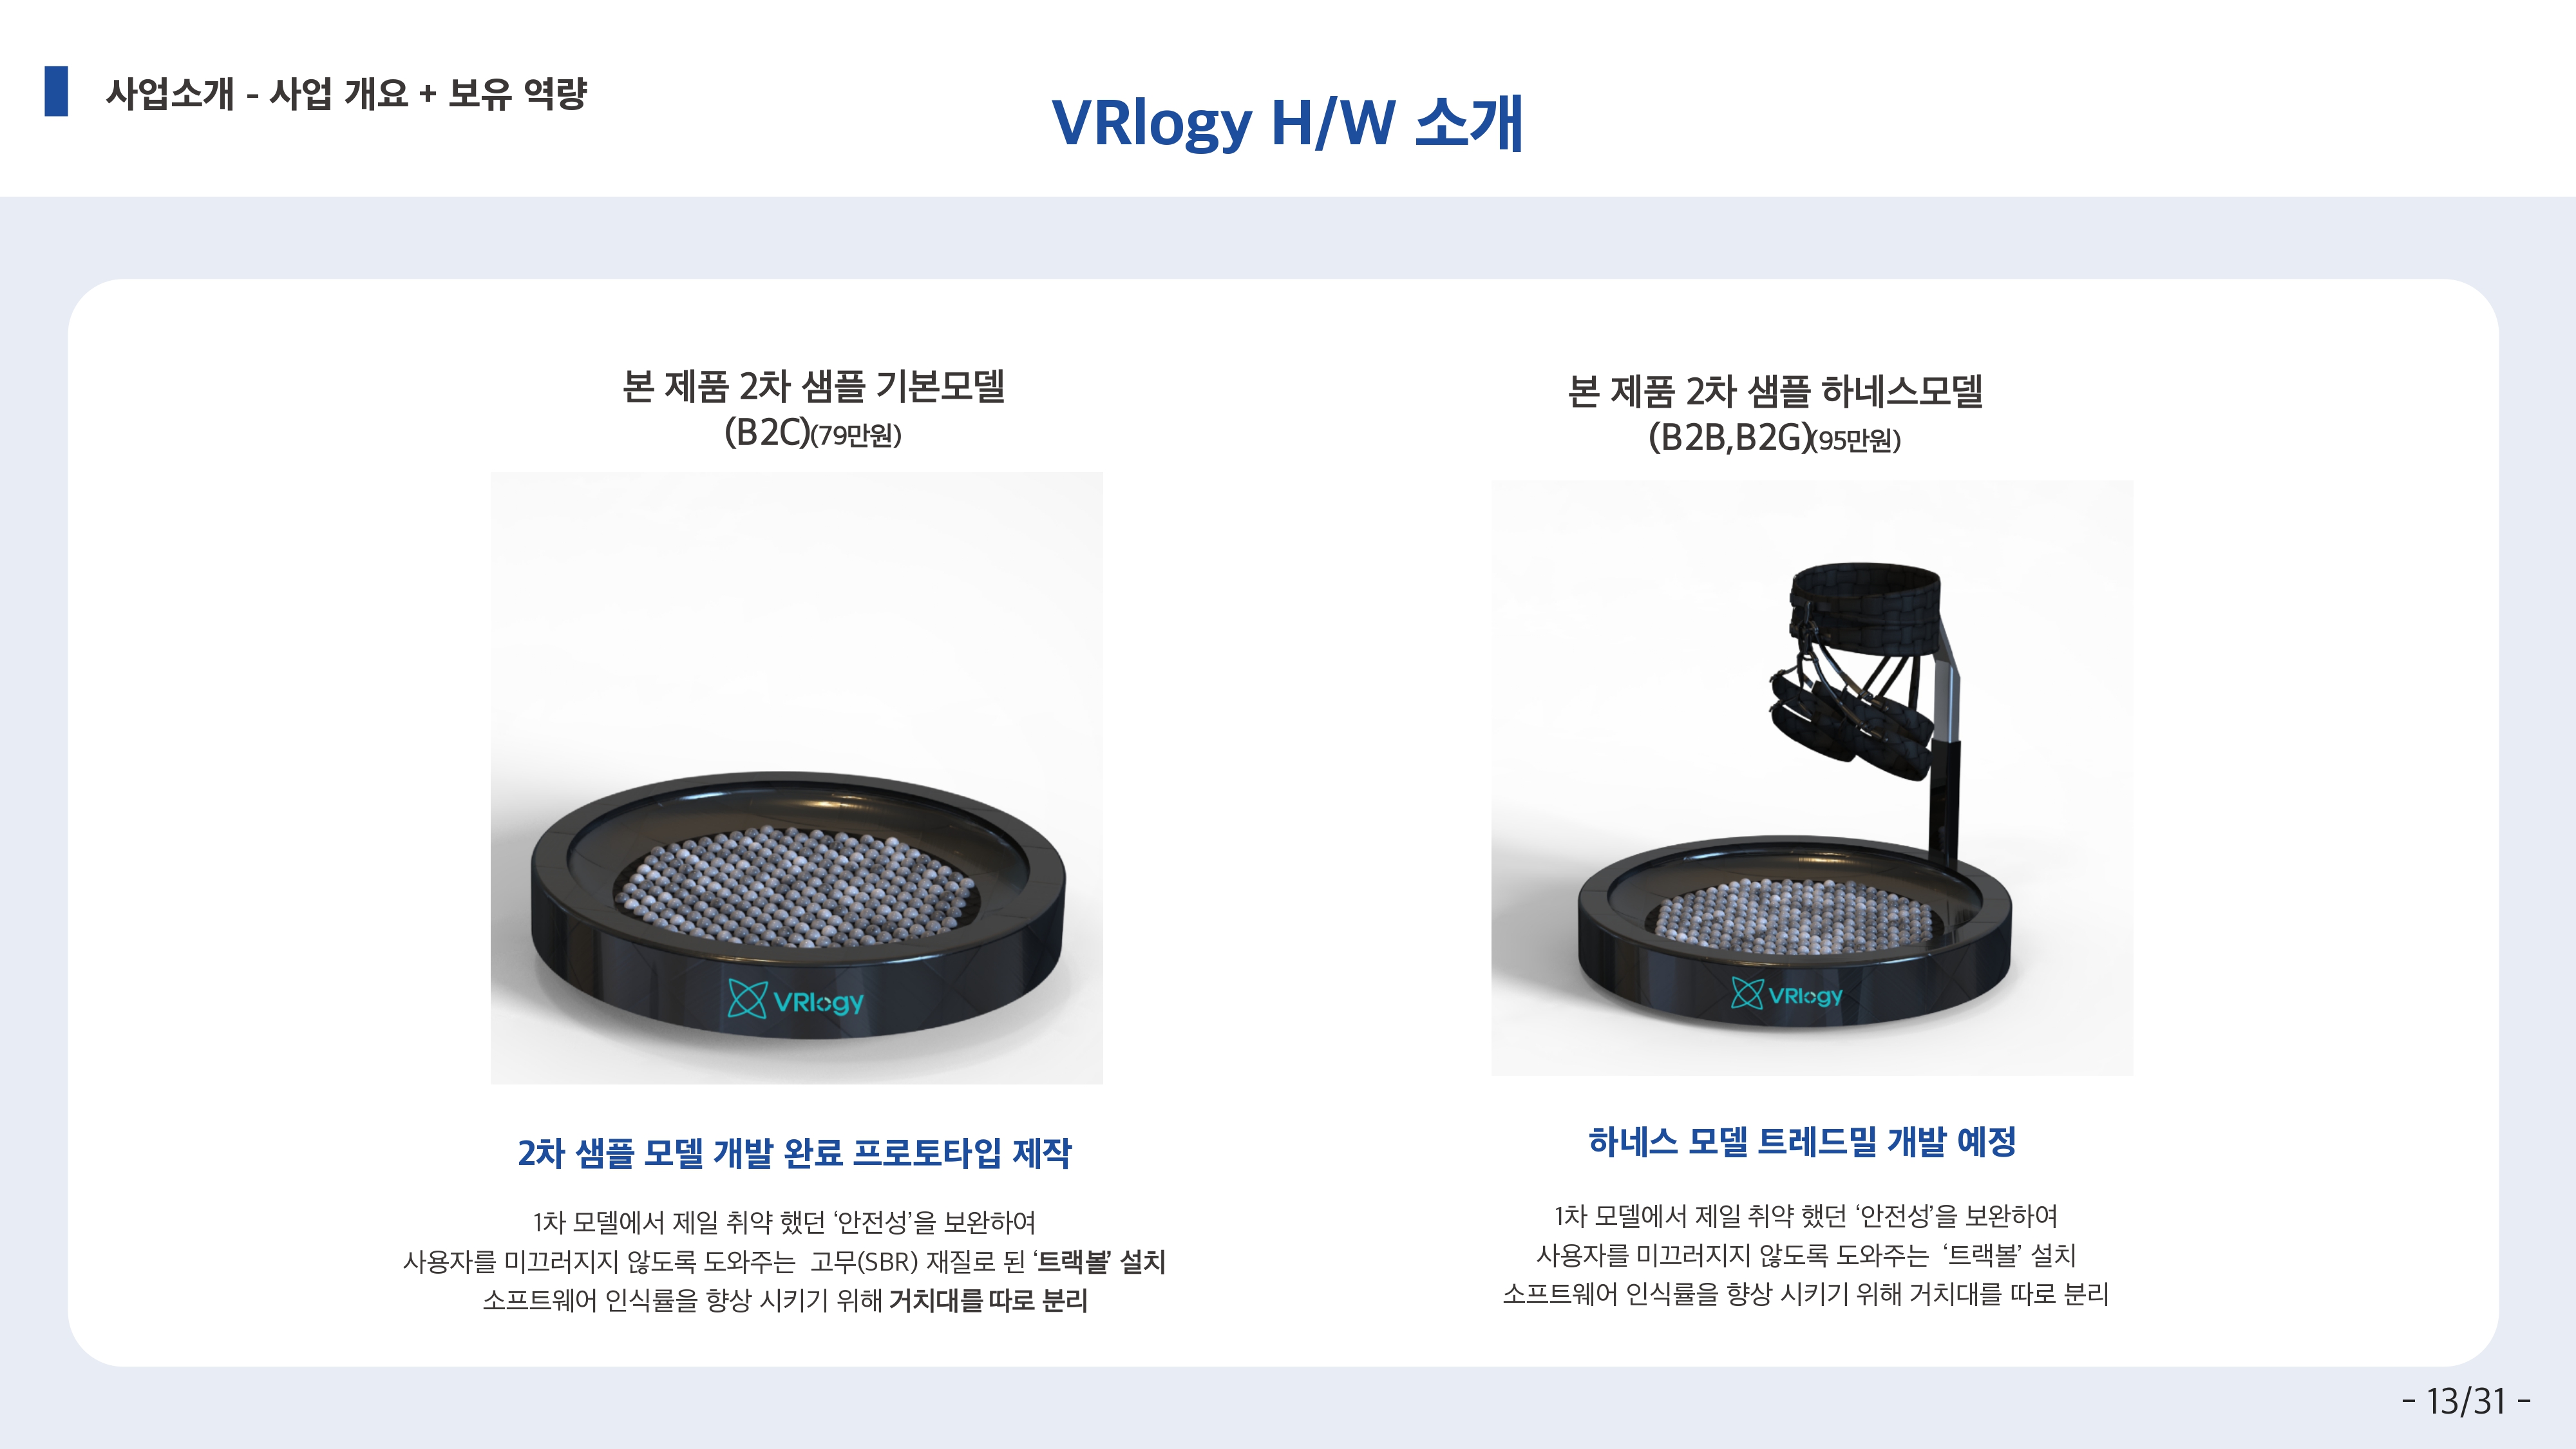 사업소개 - 사업 개요 + 보유 역량
VRlogy H/W 소개
본 제품 2차 샘플 기본모델
(B2C)(79만원)
VRlogy
2차 샘플 모델 개발 완료 프로토타입 제작
1차 모델에서 제일 취약 했던 ‘안전성’을 보완하여
사용자를 미끄러지지 않도록 도와주는 고무(SBR) 재질로 된 ‘트랙볼’ 설치
소프트웨어 인식률을 향상 시키기 위해 거치대를 따로 분리
본 제품 2차 샘플 하네스모델
(B2B,B2G)(95만원)
VRlogy
하네스 모델 트레드밀 개발 예정
1차 모델에서 제일 취약 했던 ‘안전성’을 보완하여
사용자를 미끄러지지 않도록 도와주는 ‘트랙볼’ 설치
소프트웨어 인식률을 향상 시키기 위해 거치대를 따로 분리
- 13/31 -